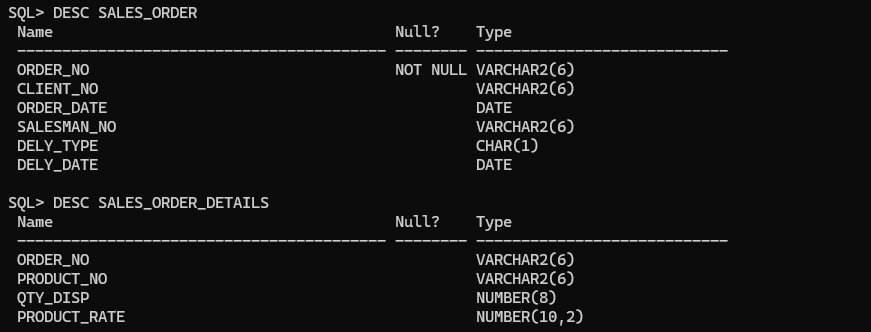 SQL> DESC SALES_ORDER
 Name                                      Null?    Type
 ----------------------------------------- -------- ----------------------------
 ORDER_NO                                  NOT NULL VARCHAR2(6)
 CLIENT_NO                                          VARCHAR2(6)
 ORDER_DATE                                         DATE
 SALESMAN_NO                                        VARCHAR2(6)
 DELY_TYPE                                          CHAR(1)
 DELY_DATE                                          DATE

SQL> DESC SALES_ORDER_DETAILS
 Name                                      Null?    Type
 ----------------------------------------- -------- ----------------------------
 ORDER_NO                                           VARCHAR2(6)
 PRODUCT_NO                                         VARCHAR2(6)
 QTY_DISP                                           NUMBER(8)
 PRODUCT_RATE                                       NUMBER(10,2)